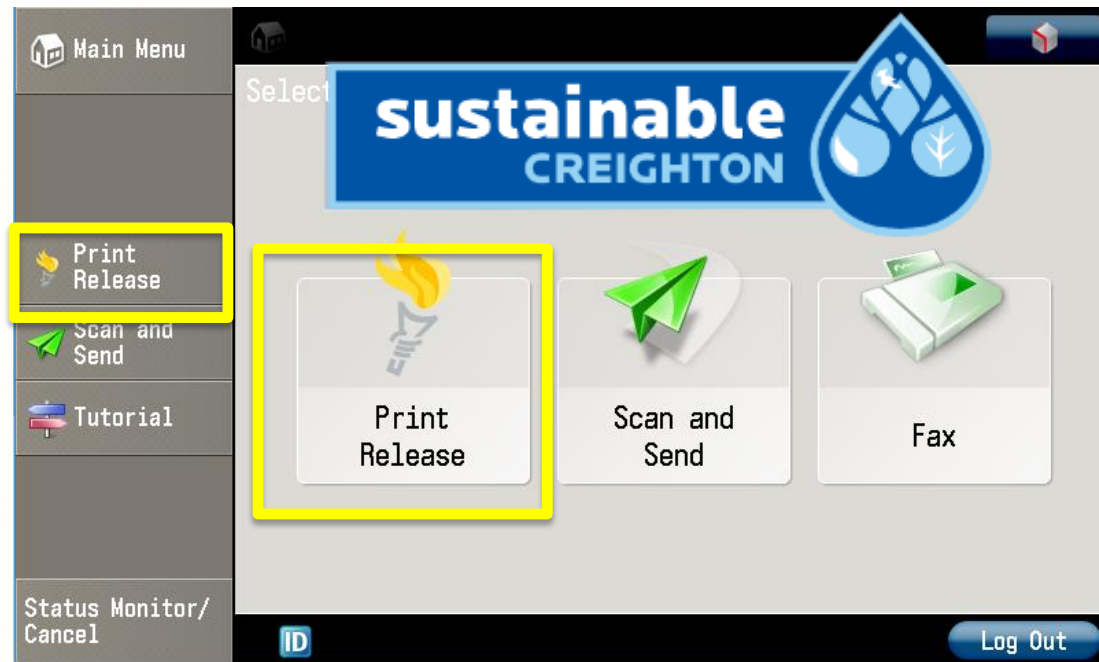 Main Menu
Select
sustainable
CREIGHTON
Print
Release
Scan and
Send
Tutorial
Print
Release
Scan and
Send
Fax
Status Monitor/
Cancel
ID
Log Out